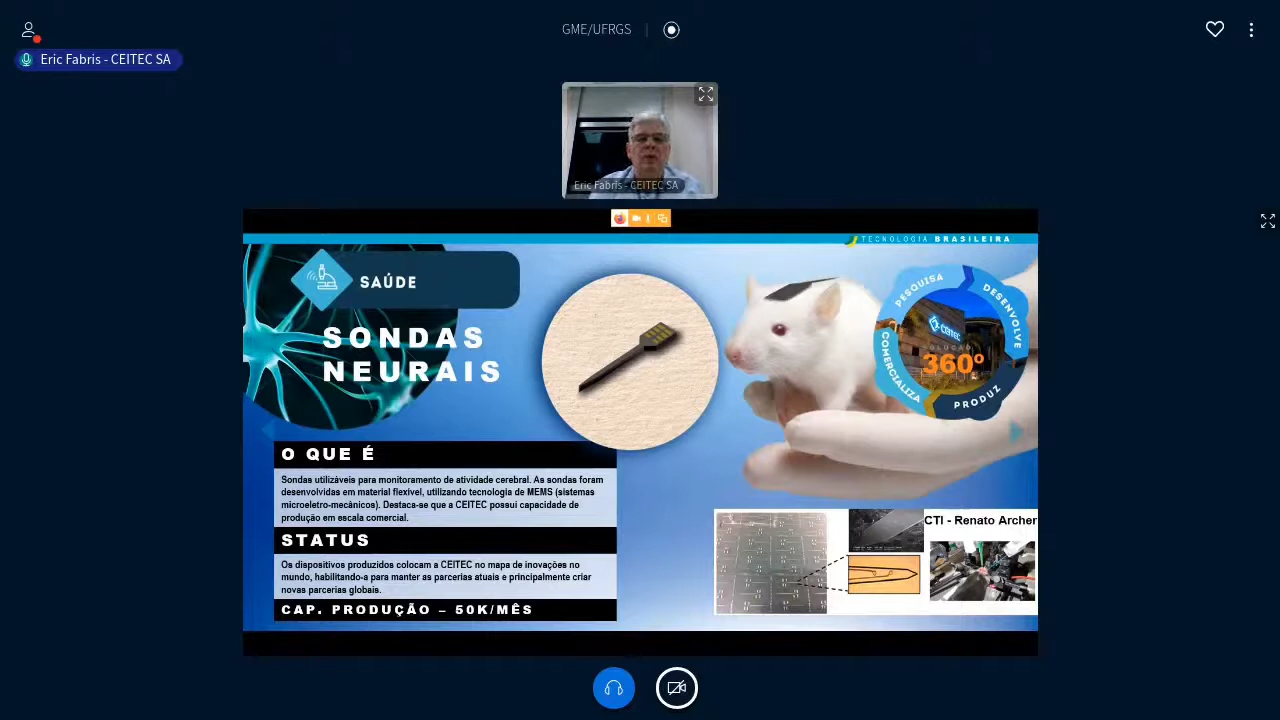 GME/UFRGS
Eric Fabris - CEITEC SA
Eric Fabris - CEITEC SA
TECNOLOGIA BRASILEIRA
SAÚDE
SONDAS
NEURAIS
PESQUISA
DESENVOLVE
PRODUZ
COMERCIALIZA
CEITEC
SOLUÇÃO
360º
O QUE É
Sondas utilizáveis para monitoramento de atividade cerebral. As sondas foram
desenvolvidas em material flexível, utilizando tecnologia de MEMS (sistemas
microeletro-mecânicos). Destaca-se que a CEITEC possui capacidade de
produção em escala comercial.
STATUS
Os dispositivos produzidos colocam a CEITEC no mapa de inovações no
mundo, habilitando-a para manter as parcerias atuais e principalmente criar
novas parcerias globais.
CAP. PRODUÇÃO – 50K/MÊS
CTI - Renato Archer